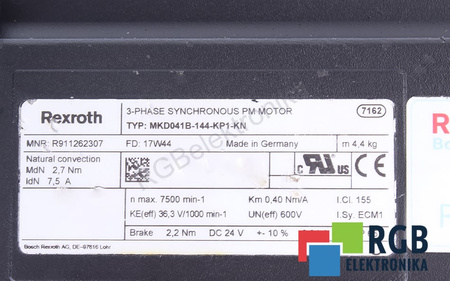 Rexroth
3-PHASE SYNCHRONOUS PM MOTOR
7162
TYP: MKD041B-144-KP1-KN
MNR: R911262307
FD: 17W44
Made in Germany
m 4,4 kg
Natural convection
MdN 2,7 Nm
IdN 7,5 A
c UR US
n max. 7500 min-1
Km 0,40 Nm/A
I.Cl. 155
KE(eff) 36,3 V/1000 min-1
UN(eff) 600V
I.Sy. ECM1
Brake 2,2 Nm DC 24 V +- 10 %
Bosch Rexroth AG, DE-97816 Lohr
RGBelektronika
RGB
ELEKTRONIKA